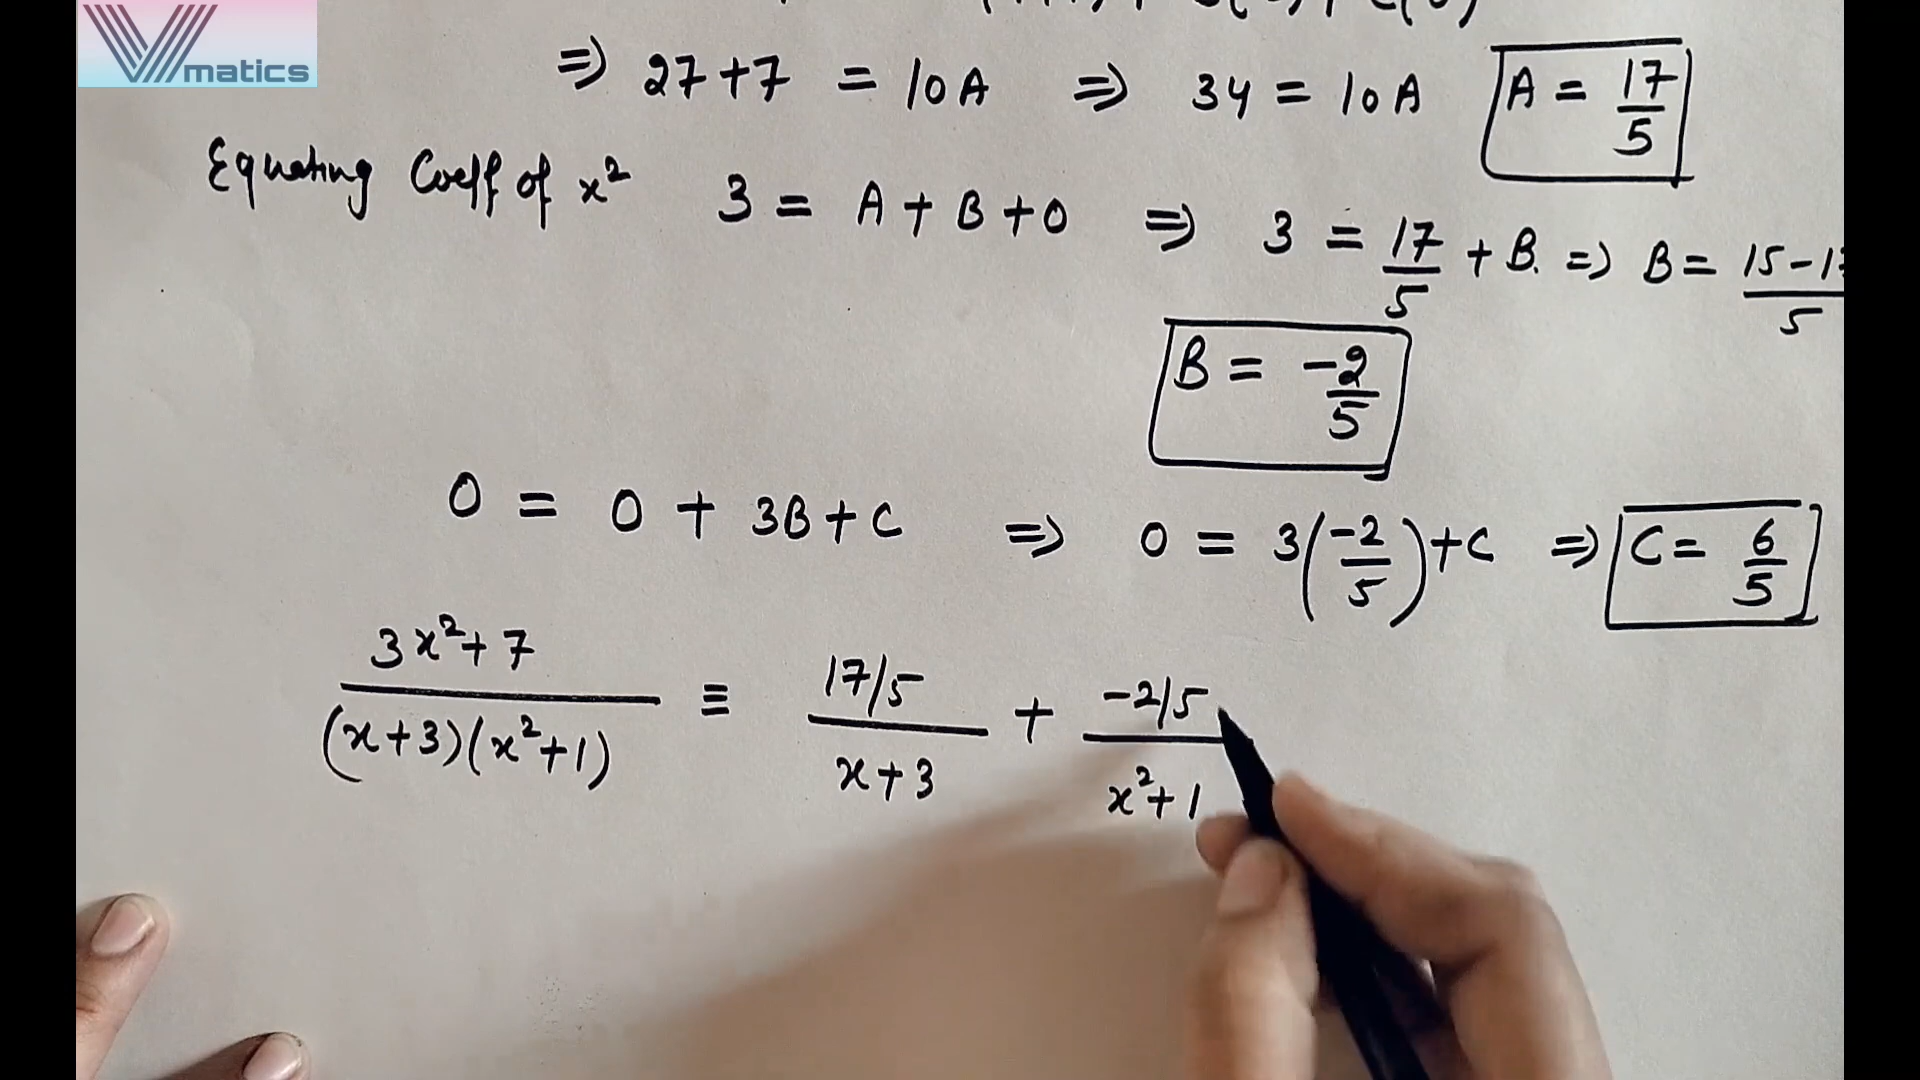 Vmatics
⇒ 27+7 = 10A ⇒ 34 = 10A A = 17/5
Equating Coeff of x² 3 = A + B + 0 ⇒ 3 = 17/5 + B. ⇒ B = 15-17/5
B = -2/5
0 = 0 + 3B + C ⇒ 0 = 3(-2/5) + C ⇒ C = 6/5
3x²+7/(x+3)(x²+1) ≡ 17/5/x+3 + -2/5/x²+1